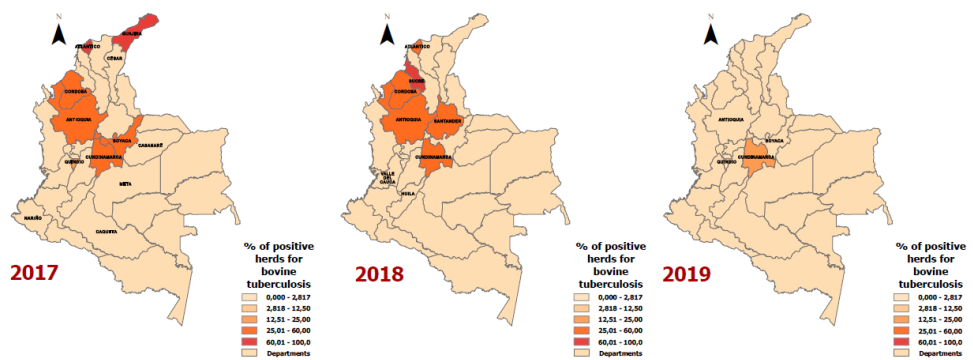 N
GUAJIRA
ATLÁNTICO
CÉSAR
CORDOBA
ANTIOQUIA
BOYACA
CASANARÉ
QUINDIO
CUNDINAMARCA
META
NARIÑO
CAQUETA
2017
% of positive
herds for
bovine
tuberculosis
0,000 - 2,817
2,818 - 12,50
12,51 - 25,00
25,01 - 60,00
60,01 - 100,0
Departments
N
ATLÁNTICO
SUCRE
CORDOBA
ANTIOQUIA
SANTANDER
CUNDINAMARCA
VALLE
DEL
CAUCA
HUILA
2018
% of positive
herds for
bovine
tuberculosis
0,000 - 2,817
2,818 - 12,50
12,51 - 25,00
25,01 - 60,00
60,01 - 100,0
Departments
N
ANTIOQUIA
BOYACA
QUINDIO
CUNDINAMARCA
2019
% of positive
herds for
bovine
tuberculosis
0,000 - 2,817
2,818 - 12,50
12,51 - 25,00
25,01 - 60,00
60,01 - 100,0
Departments